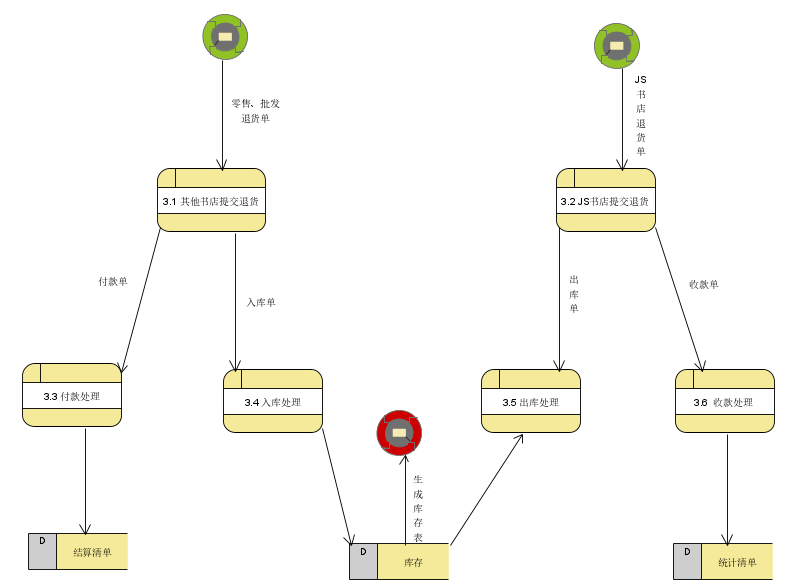 零售、批发
退货单
JS
书
店
退
货
单
3.1 其他书店提交退货
3.2 JS书店提交退货
付款单
入库单
出
库
单
收款单
3.3 付款处理
3.4 入库处理
3.5 出库处理
3.6 收款处理
生
成
库
存
表
D
结算清单
D
库存
D
统计清单